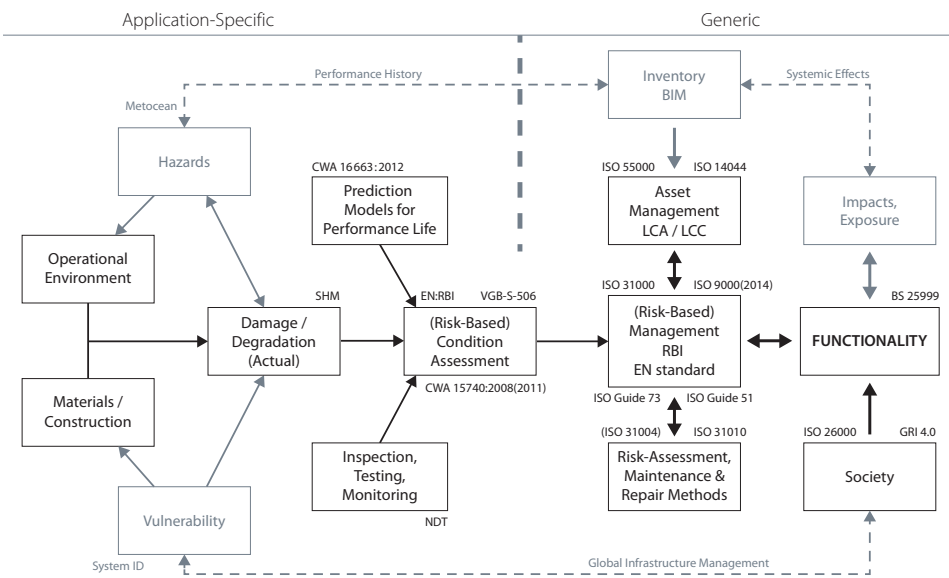 Application-Specific
Generic
Performance History
Inventory
BIM
Systemic Effects
Metocean
Hazards
CWA 16663:2012
Prediction
Models for
Performance Life
ISO 55000
ISO 14044
Asset
Management
LCA / LCC
Impacts,
Exposure
Operational
Environment
SHM
Damage /
Degradation
(Actual)
EN:RBI
VGB-S-506
(Risk-Based)
Condition
Assessment
CWA 15740:2008(2011)
ISO 31000
ISO 9000(2014)
(Risk-Based)
Management
RBI
EN standard
ISO Guide 73
ISO Guide 51
BS 25999
FUNCTIONALITY
Materials /
Construction
Inspection,
Testing,
Monitoring
NDT
(ISO 31004)
ISO 31010
Risk-Assessment,
Maintenance &
Repair Methods
ISO 26000
GRI 4.0
Society
Vulnerability
System ID
Global Infrastructure Management